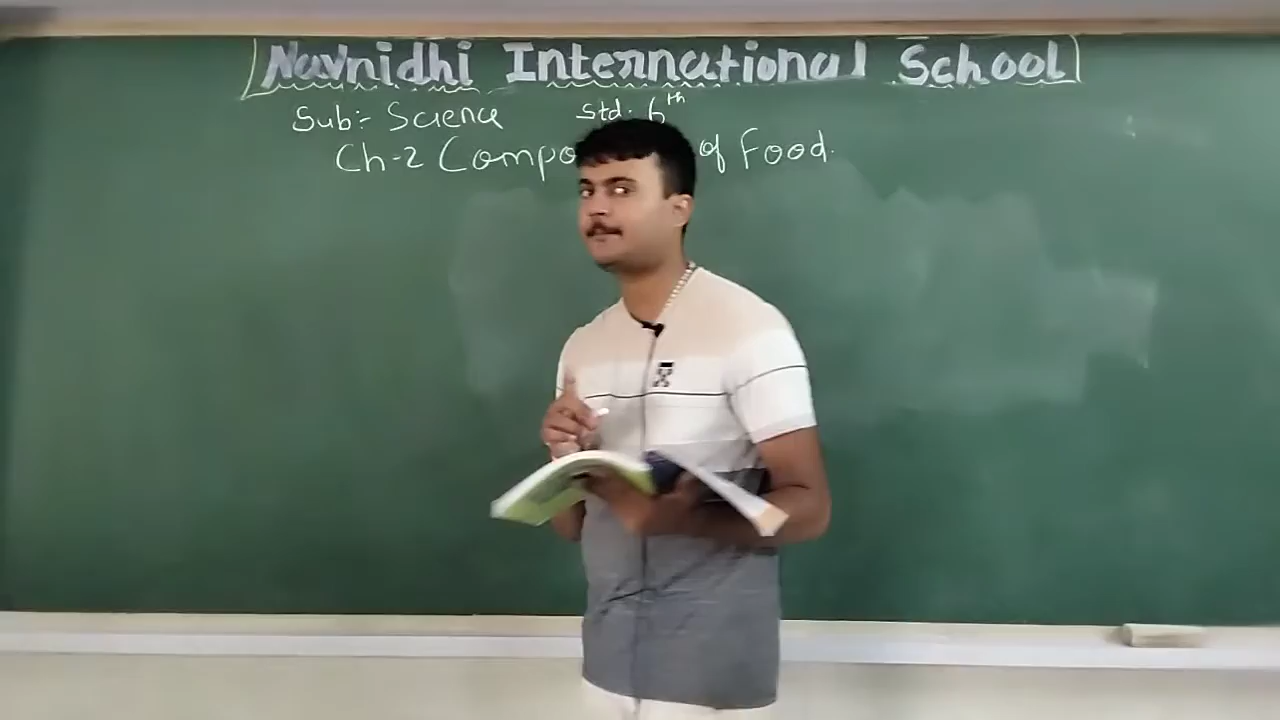 Navnidhi International School
Sub:- Science Std. 6th
Ch-2 Compo of Food.